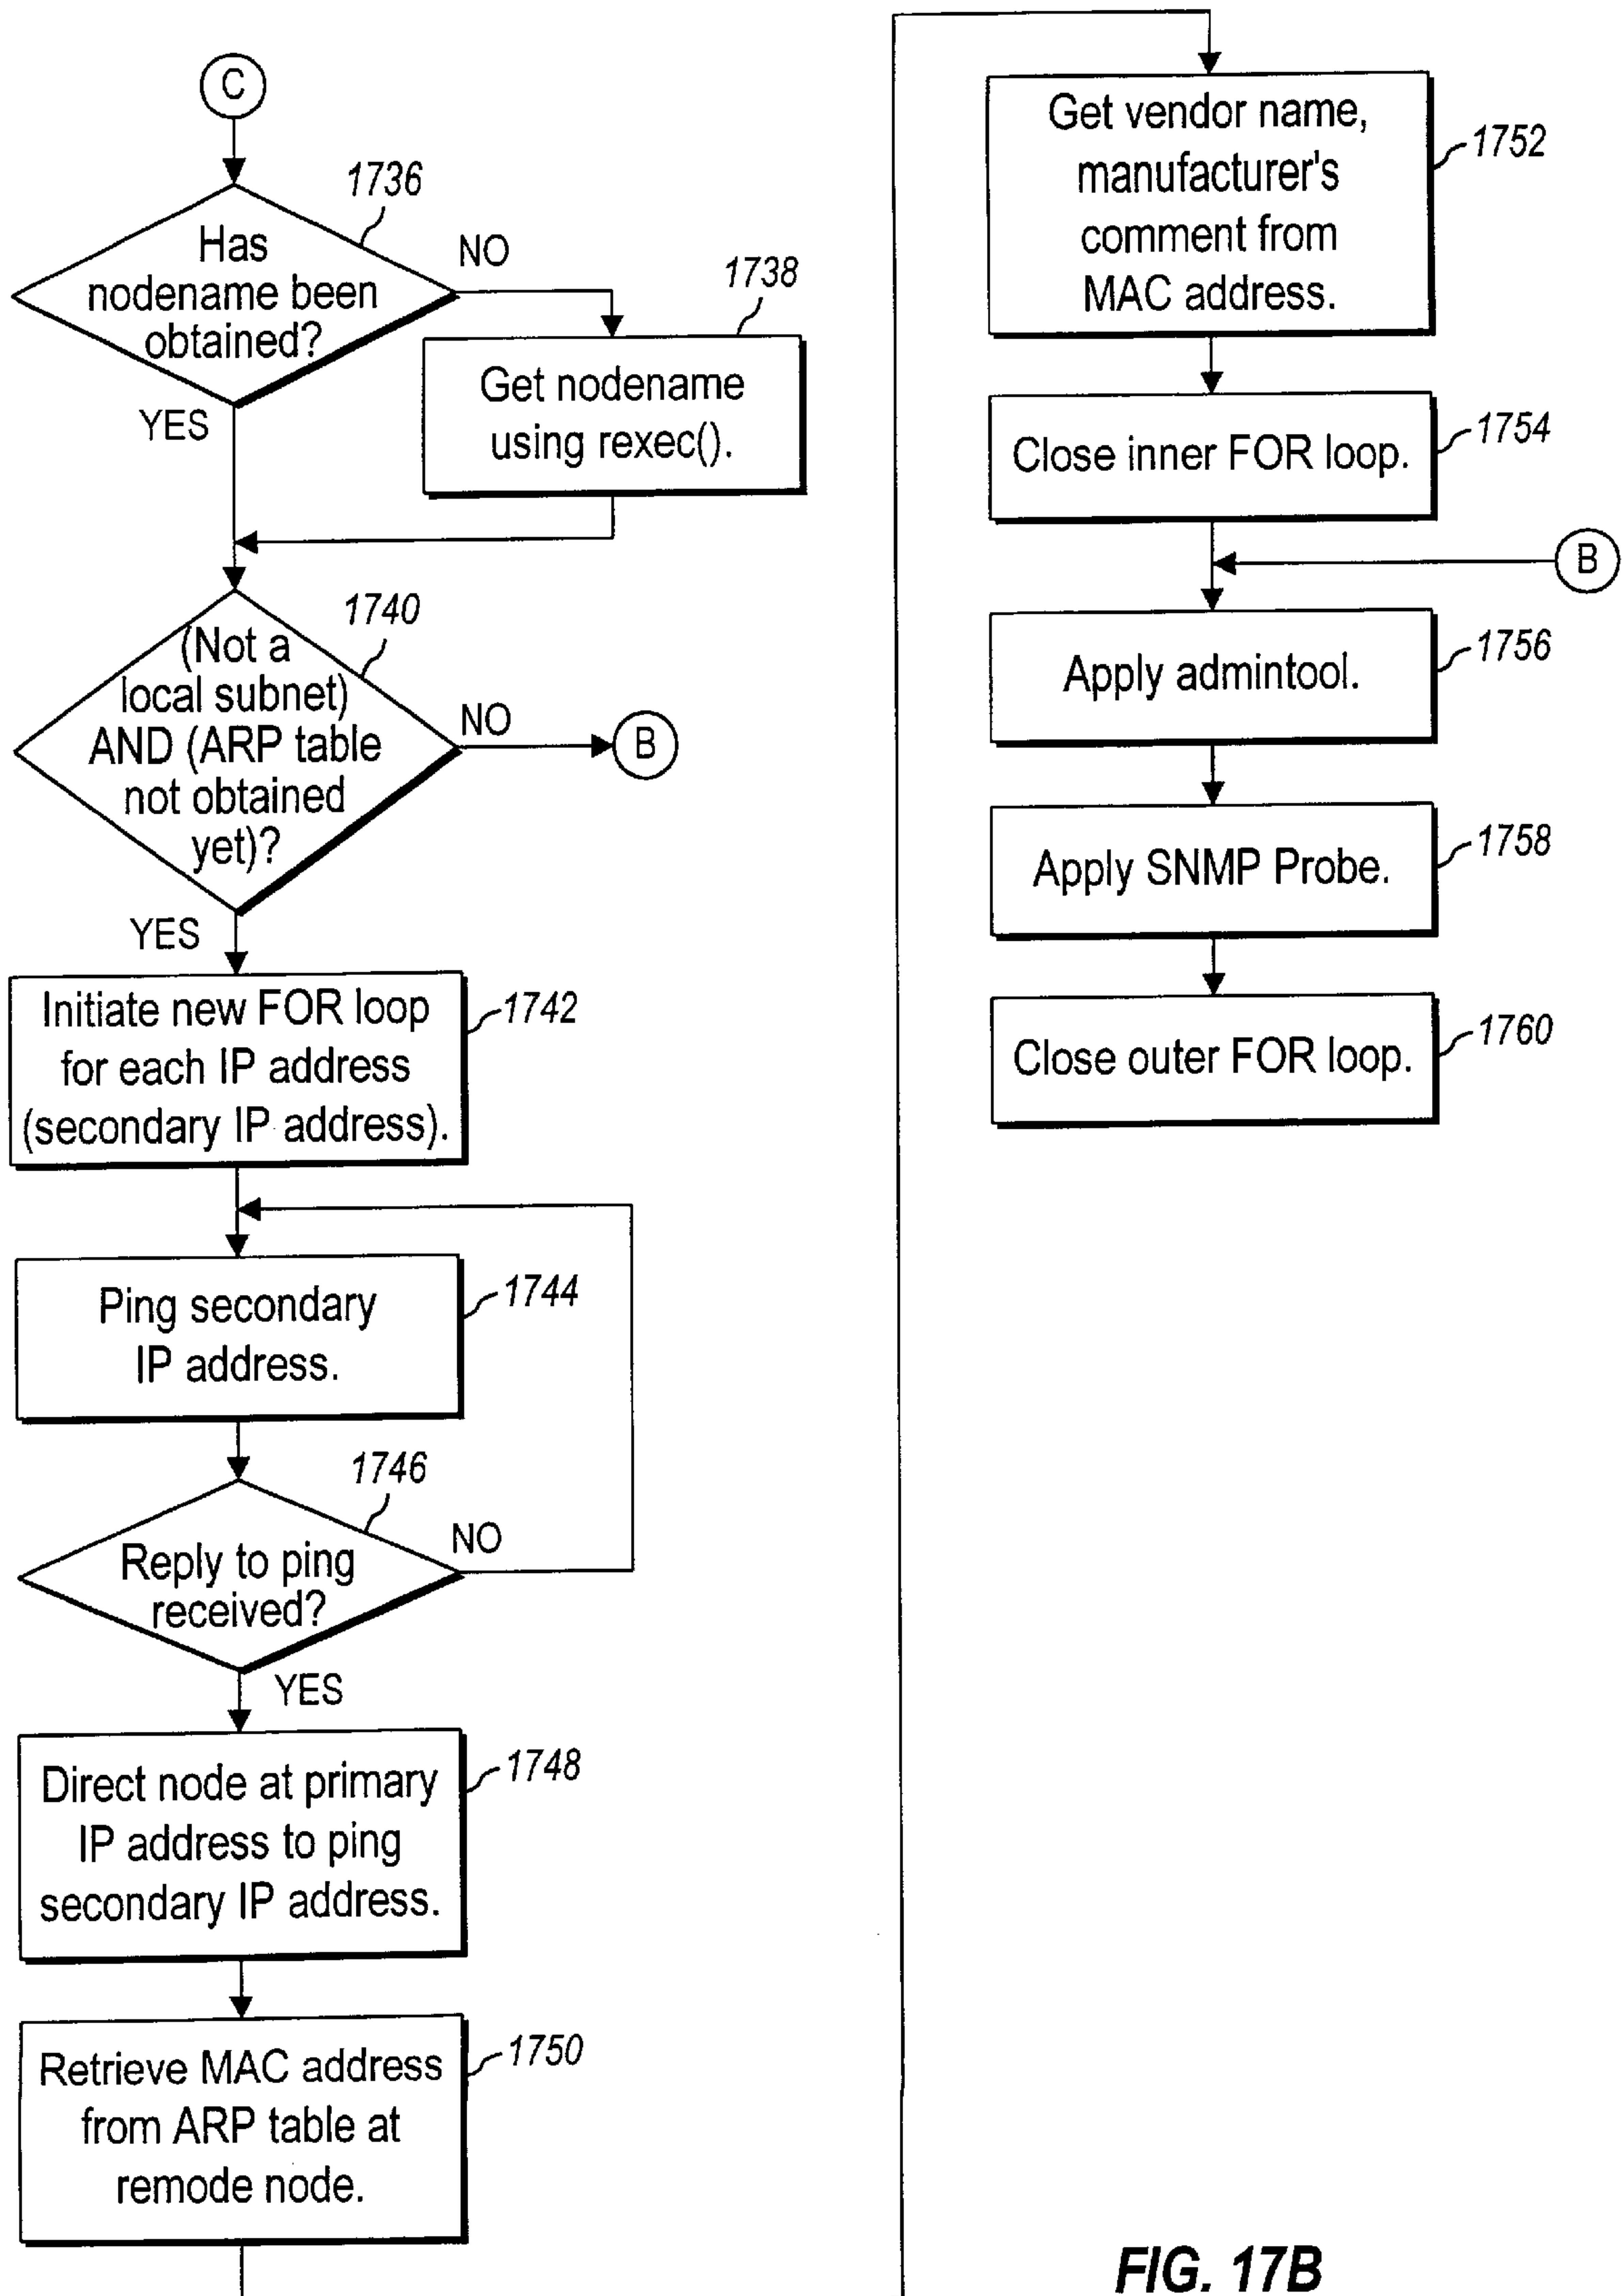 C
1736
Has
nodename been
obtained?
NO
YES
1738
Get nodename
using rexec().
1740
(Not a
local subnet)
AND (ARP table
not obtained
yet)?
NO
B
YES
Initiate new FOR loop
for each IP address
(secondary IP address).
1742
Ping secondary
IP address.
1744
1746
Reply to ping
received?
NO
YES
Direct node at primary
IP address to ping
secondary IP address.
1748
Retrieve MAC address
from ARP table at
remode node.
1750
Get vendor name,
manufacturer's
comment from
MAC address.
1752
Close inner FOR loop.
1754
B
Apply admintool.
1756
Apply SNMP Probe.
1758
Close outer FOR loop.
1760
FIG. 17B